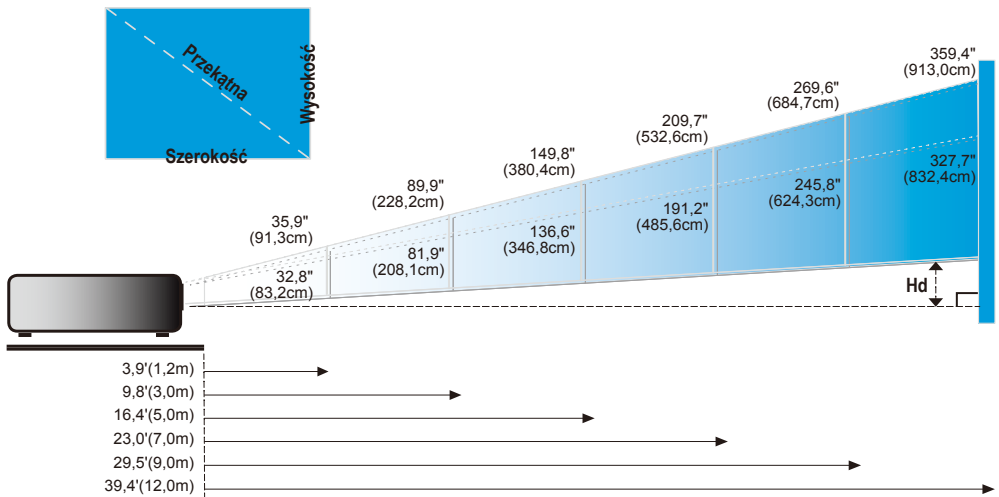 Przekątna
Wysokość
Szerokość
35,9"
(91,3cm)
89,9"
(228,2cm)
149,8"
(380,4cm)
209,7"
(532,6cm)
269,6"
(684,7cm)
359,4"
(913,0cm)
32,8"
(83,2cm)
81,9"
(208,1cm)
136,6"
(346,8cm)
191,2"
(485,6cm)
245,8"
(624,3cm)
327,7"
(832,4cm)
Hd
3,9'(1,2m)
9,8'(3,0m)
16,4'(5,0m)
23,0'(7,0m)
29,5'(9,0m)
39,4'(12,0m)